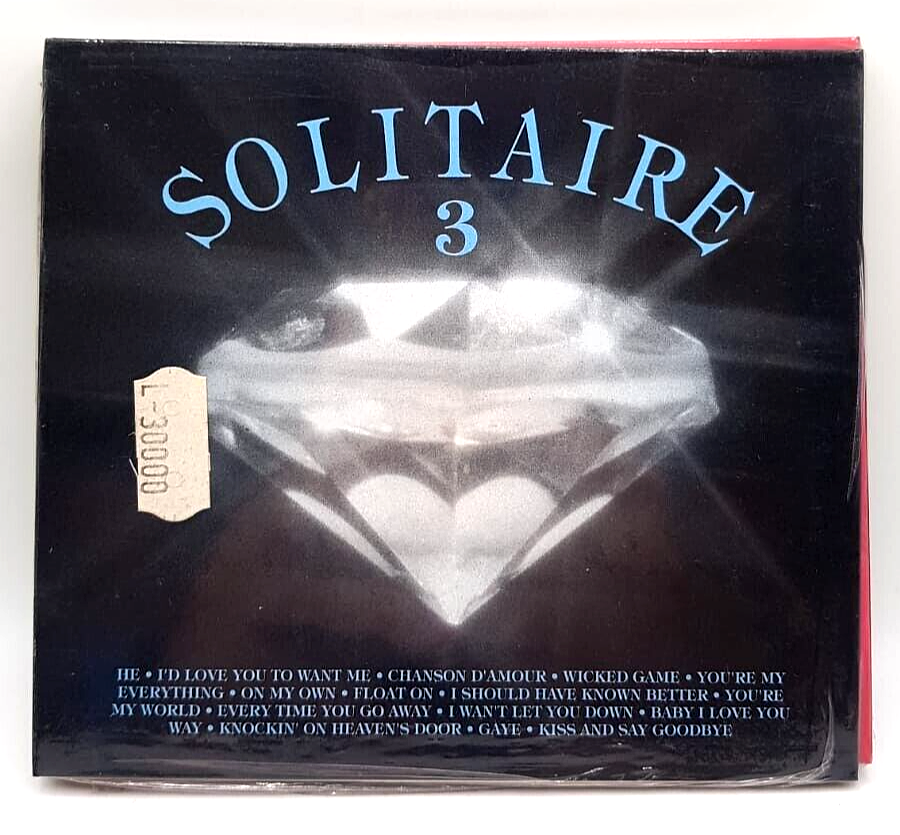 SOLITAIRE
3
L-30000
HE • I'D LOVE YOU TO WANT ME • CHANSON D'AMOUR • WICKED GAME • YOU'RE MY
EVERYTHING • ON MY OWN • FLOAT ON • I SHOULD HAVE KNOWN BETTER • YOU'RE
MY WORLD • EVERY TIME YOU GO AWAY • I WAN'T LET YOU DOWN • BABY I LOVE YOU
WAY • KNOCKIN' ON HEAVEN'S DOOR • GAYE • KISS AND SAY GOODBYE